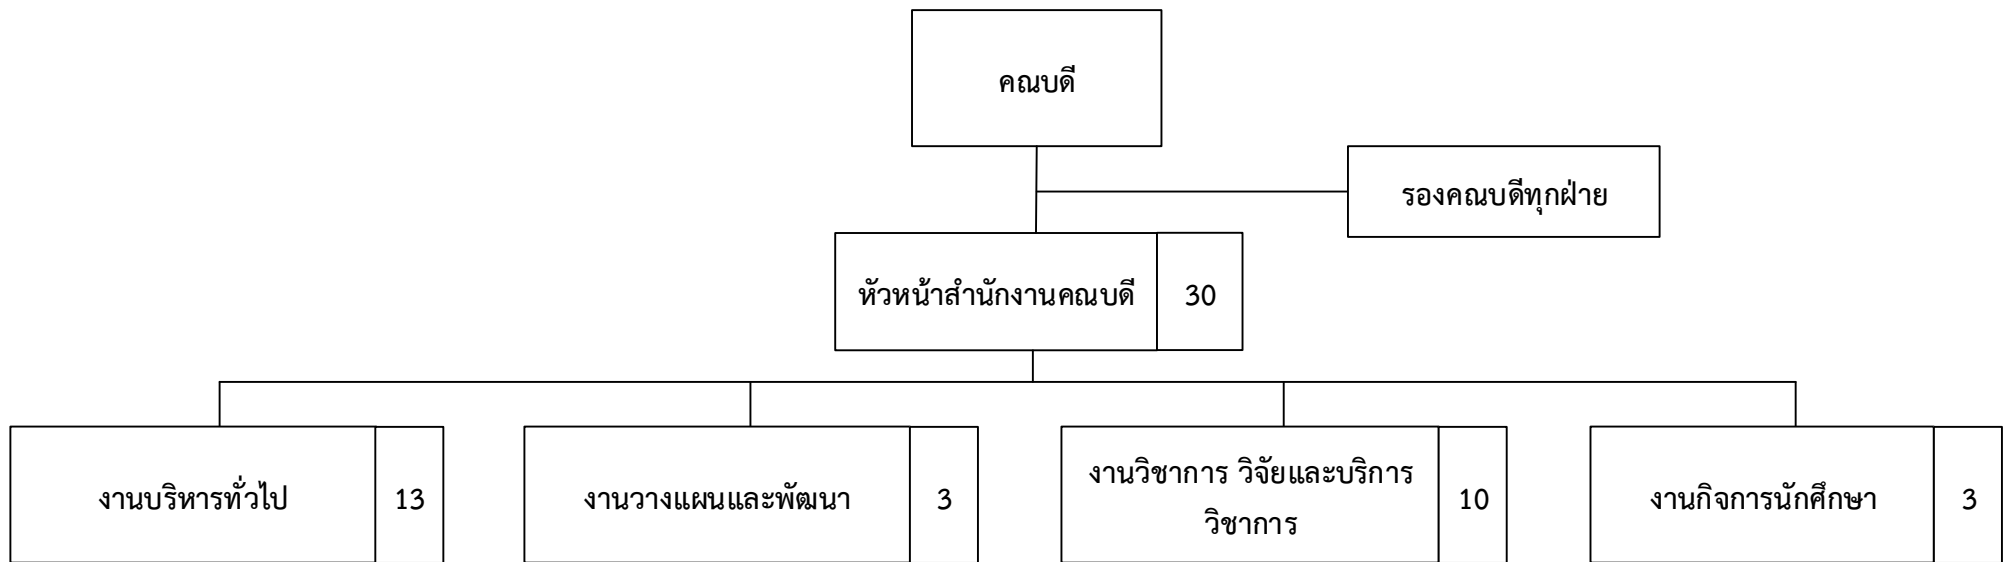 คณบดี
รองคณบดีทุกฝ่าย
หัวหน้าสำนักงานคณบดี 30
งานบริหารทั่วไป 13
งานวางแผนและพัฒนา 3
งานวิชาการ วิจัยและบริการ
วิชาการ
10
งานกิจการนักศึกษา 3